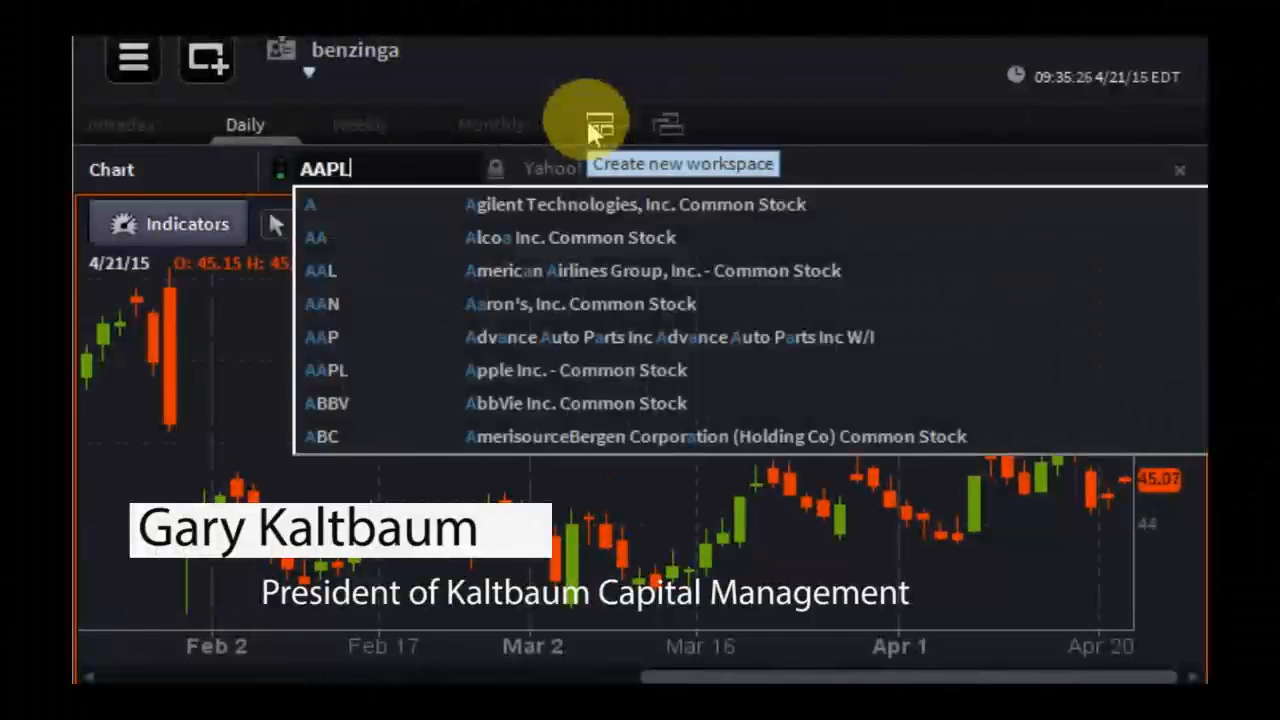 benzinga
09:35:26 4/21/15 EDT
Intraday Daily Weekly Monthly
Create new workspace
Chart AAPL Yahoo!
A Agilent Technologies, Inc. Common Stock
AA Alcoa Inc. Common Stock
AAL American Airlines Group, Inc. - Common Stock
AAN Aaron's, Inc. Common Stock
AAP Advance Auto Parts Inc Advance Auto Parts Inc W/I
AAPL Apple Inc. - Common Stock
ABBV AbbVie Inc. Common Stock
ABC AmerisourceBergen Corporation (Holding Co) Common Stock
Indicators
4/21/15 O: 45.15 H: 45.
45.07
44
Gary Kaltbaum
President of Kaltbaum Capital Management
Feb 2 Feb 17 Mar 2 Mar 16 Apr 1 Apr 20